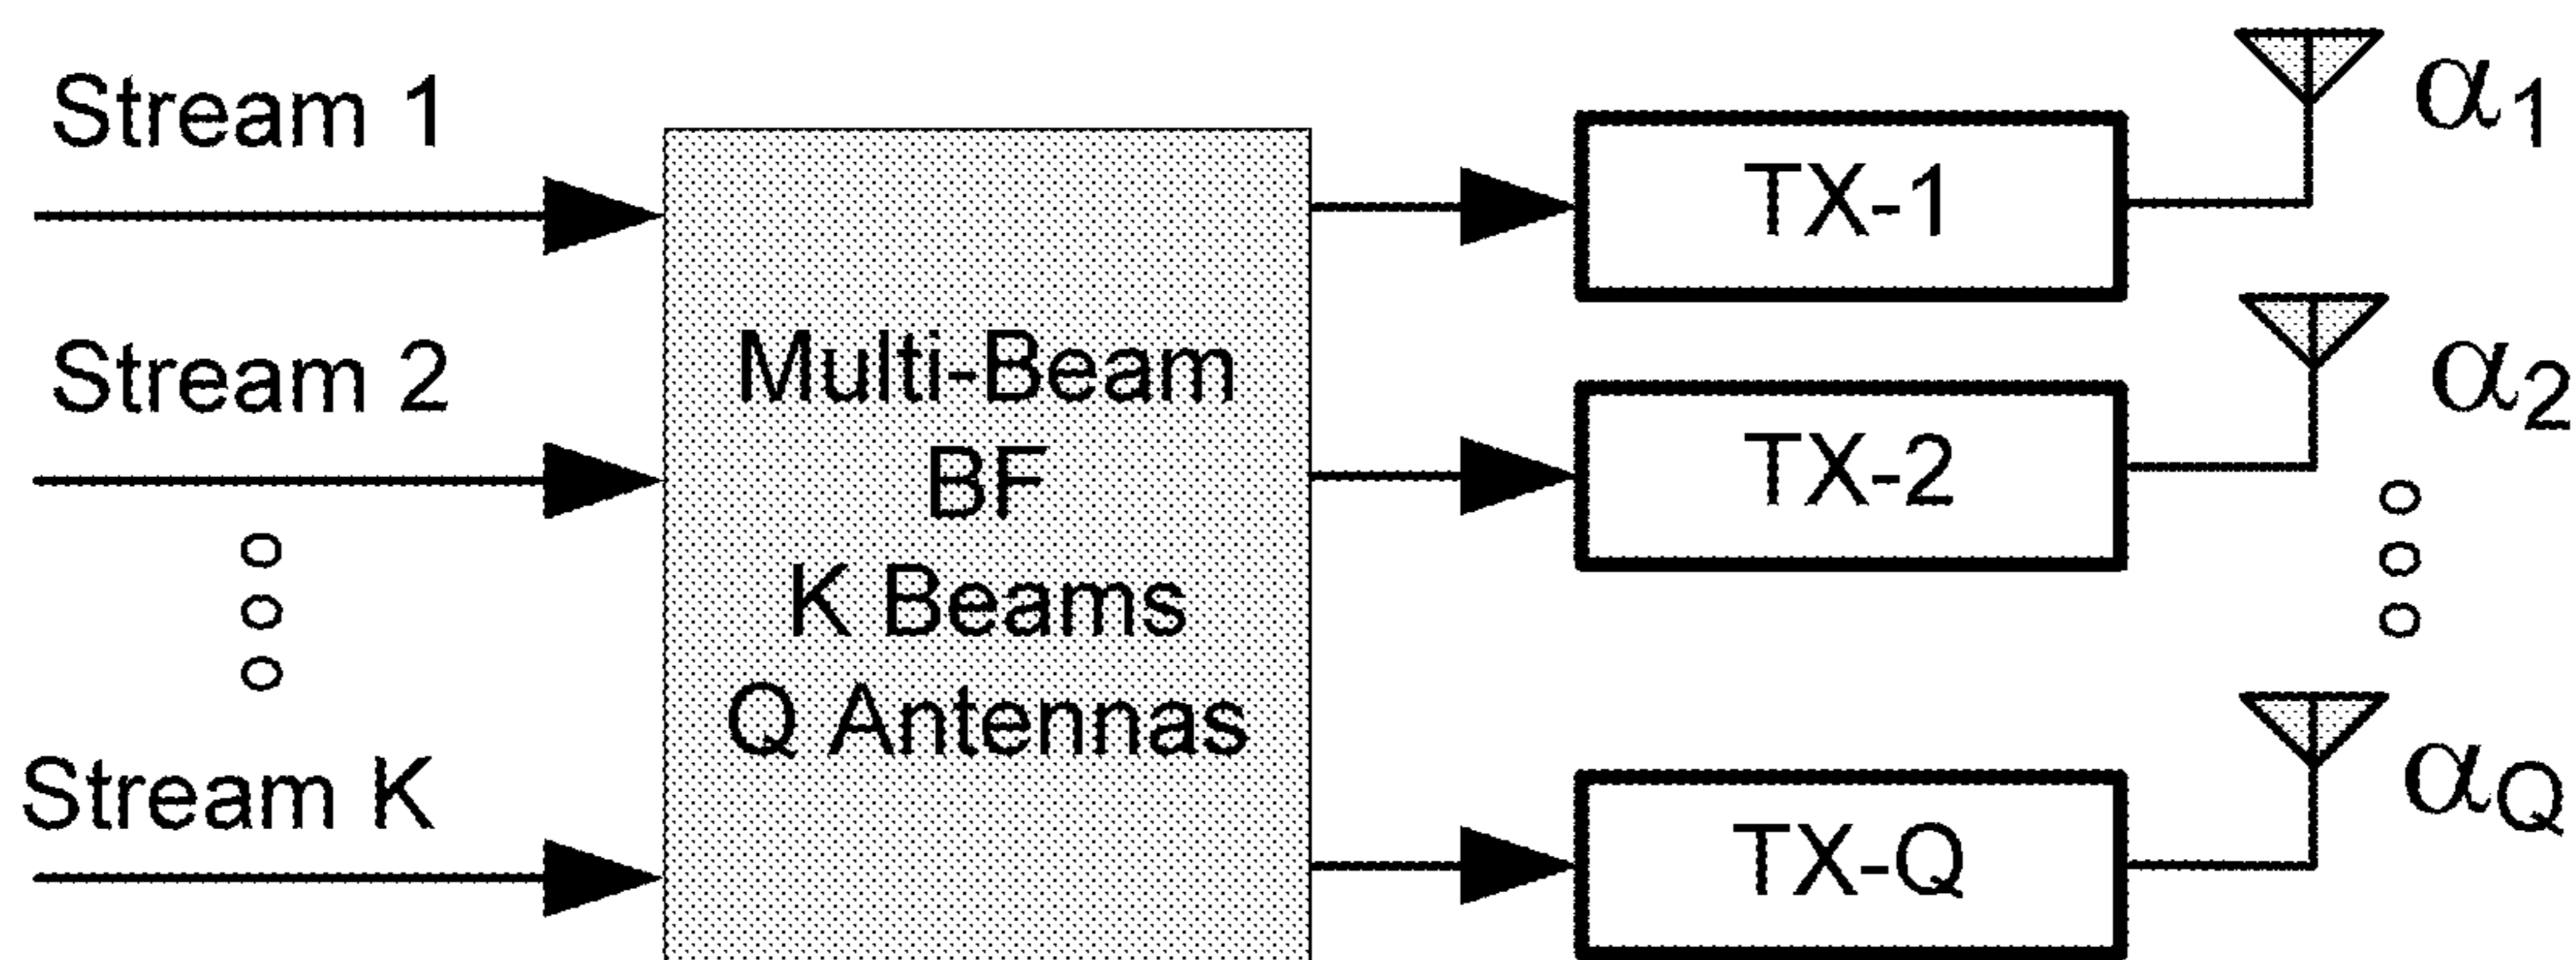 Stream 1
Stream 2
Stream K
Multi-Beam
BF
K Beams
Q Antennas
TX-1
TX-2
TX-Q
α1
α2
αQ